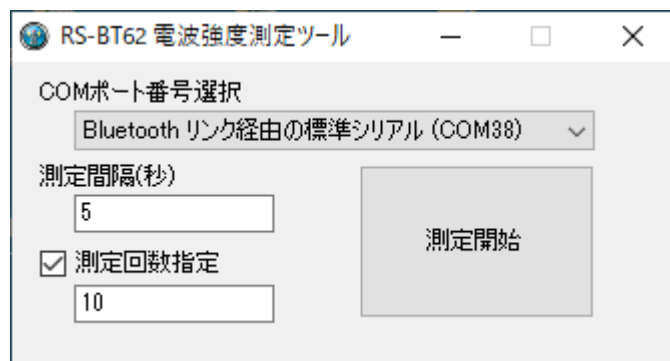 RS-BT62 電波強度測定ツール
COMポート番号選択
Bluetooth リンク経由の標準シリアル (COM38)
測定間隔(秒)
5
測定開始
測定回数指定
10